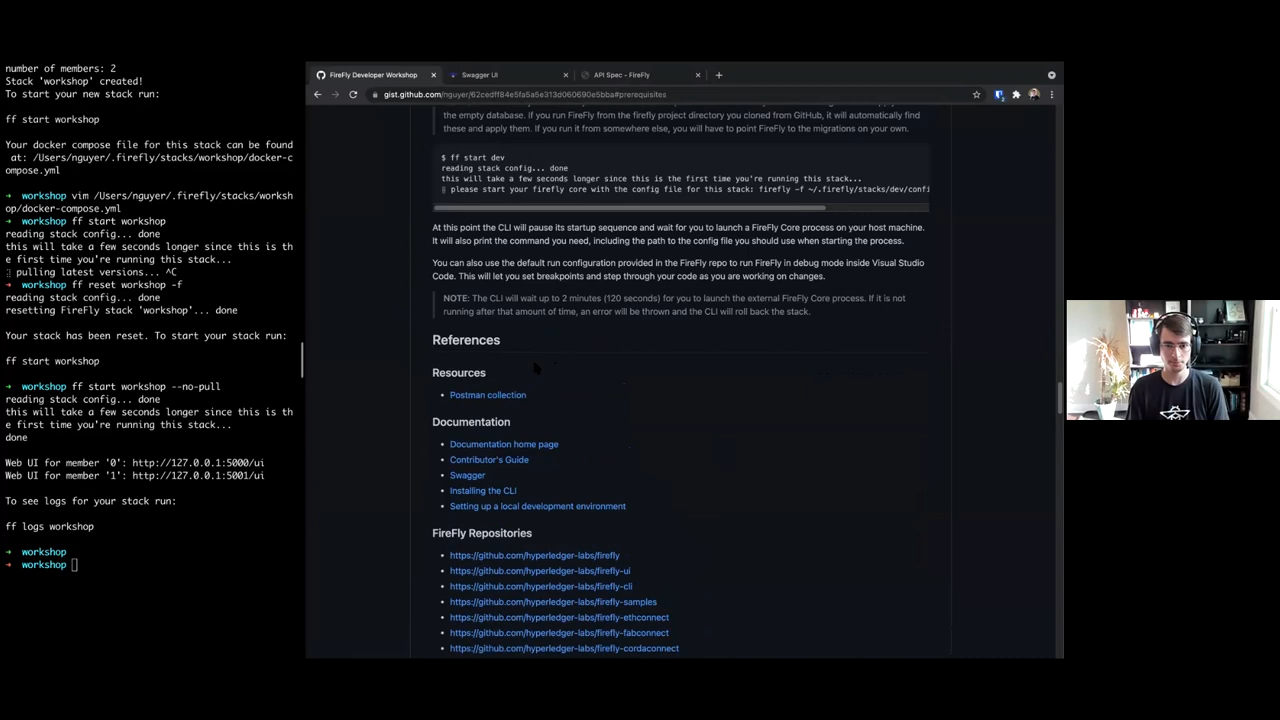 number of members: 2
Stack 'workshop' created!
To start your new stack run:
ff start workshop
Your docker compose file for this stack can be found
at: /Users/nguyer/.firefly/stacks/workshop/docker-c
ompose.yml
→ workshop vim /Users/nguyer/.firefly/stacks/worksh
op/docker-compose.yml
→ workshop ff start workshop
reading stack config... done
this will take a few seconds longer since this is th
e first time you're running this stack...
pulling latest versions... ^C
→ workshop ff reset workshop -f
reading stack config... done
resetting FireFly stack 'workshop'... done
Your stack has been reset. To start your stack run:
ff start workshop
→ workshop ff start workshop --no-pull
reading stack config... done
this will take a few seconds longer since this is th
e first time you're running this stack...
done
Web UI for member '0': http://127.0.0.1:5000/ui
Web UI for member '1': http://127.0.0.1:5001/ui
To see logs for your stack run:
ff logs workshop
→ workshop
→ workshop
FireFly Developer Workshop
Swagger UI
API Spec - FireFly
gist.github.com/nguyer/62cedff84e5fa5a5e313d060690e5bba#prerequisites
the empty database. If you run FireFly from the firefly project directory you cloned from GitHub, it will automatically find
these and apply them. If you run it from somewhere else, you will have to point FireFly to the migrations on your own.
$ ff start dev
reading stack config... done
this will take a few seconds longer since this is the first time you're running this stack...
please start your firefly core with the config file for this stack: firefly -f ~/.firefly/stacks/dev/confi
At this point the CLI will pause its startup sequence and wait for you to launch a FireFly Core process on your host machine.
It will also print the command you need, including the path to the config file you should use when starting the process.
You can also use the default run configuration provided in the FireFly repo to run FireFly in debug mode inside Visual Studio
Code. This will let you set breakpoints and step through your code as you are working on changes.
NOTE: The CLI will wait up to 2 minutes (120 seconds) for you to launch the external FireFly Core process. If it is not
running after that amount of time, an error will be thrown and the CLI will roll back the stack.
References
Resources
• Postman collection
Documentation
• Documentation home page
• Contributor's Guide
• Swagger
• Installing the CLI
• Setting up a local development environment
FireFly Repositories
• https://github.com/hyperledger-labs/firefly
• https://github.com/hyperledger-labs/firefly-ui
• https://github.com/hyperledger-labs/firefly-cli
• https://github.com/hyperledger-labs/firefly-samples
• https://github.com/hyperledger-labs/firefly-ethconnect
• https://github.com/hyperledger-labs/firefly-fabconnect
• https://github.com/hyperledger-labs/firefly-cordaconnect